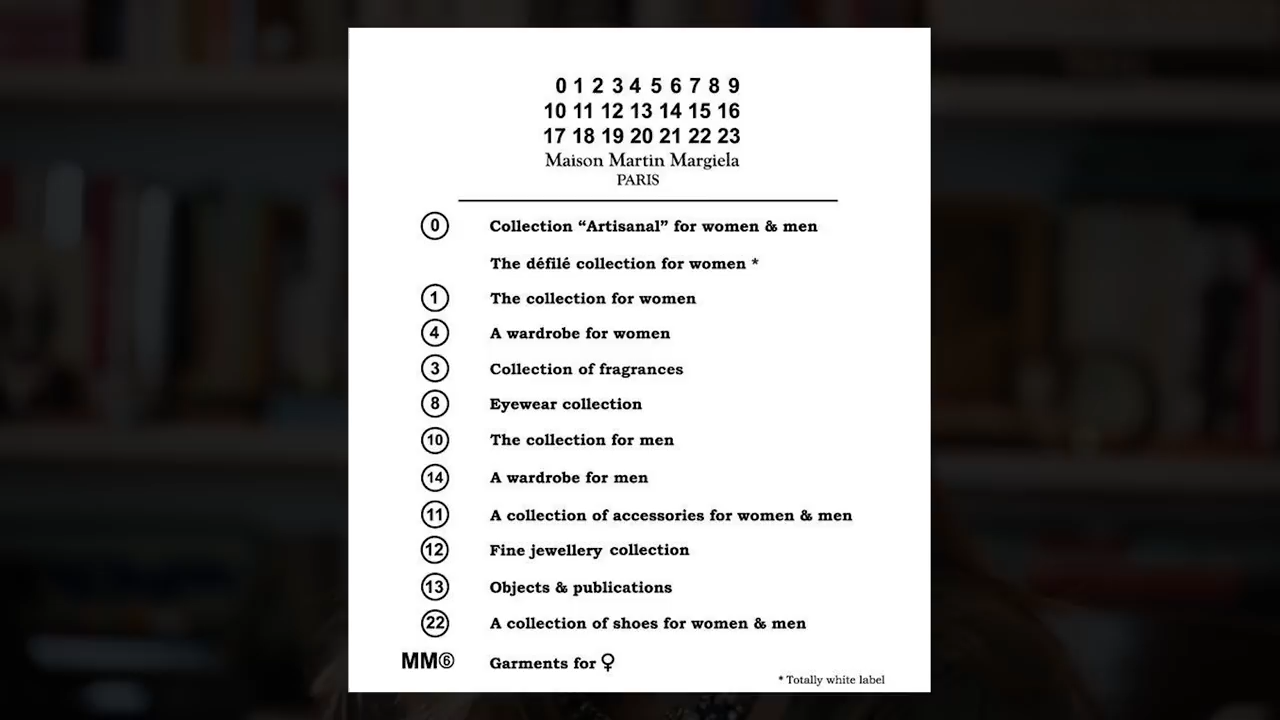 0 1 2 3 4 5 6 7 8 9
10 11 12 13 14 15 16
17 18 19 20 21 22 23
Maison Martin Margiela
PARIS
0 Collection “Artisanal” for women & men
The défilé collection for women *
1 The collection for women
4 A wardrobe for women
3 Collection of fragrances
8 Eyewear collection
10 The collection for men
14 A wardrobe for men
11 A collection of accessories for women & men
12 Fine jewellery collection
13 Objects & publications
22 A collection of shoes for women & men
MM⑥ Garments for ♀
* Totally white label